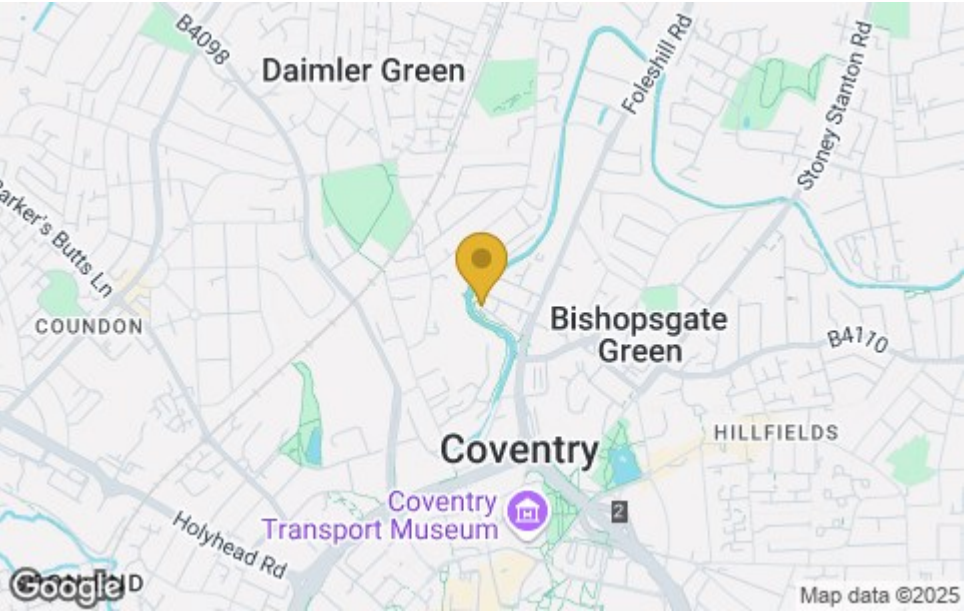 B4098
Daimler Green
Foleshill Rd
Stoney Stanton Rd
Barker's Butts Ln
COUNDON
Bishopsgate
Green
B4110
HILLFIELDS
Coventry
Coventry
Transport Museum
2
Holyhead Rd
Google
Map data ©2025